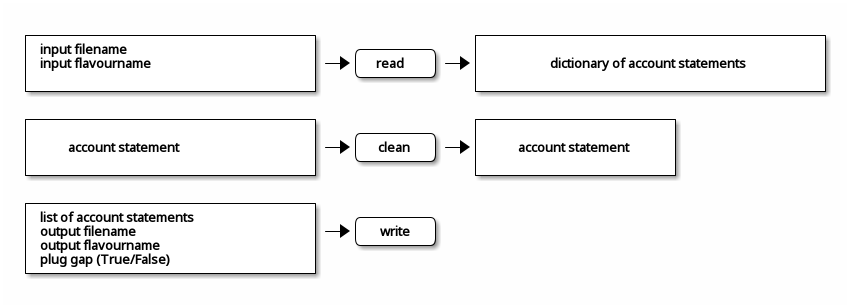 input filename
input flavourname
read
dictionary of account statements
account statement
clean
account statement
list of account statements
output filename
output flavourname
plug gap (True/False)
write